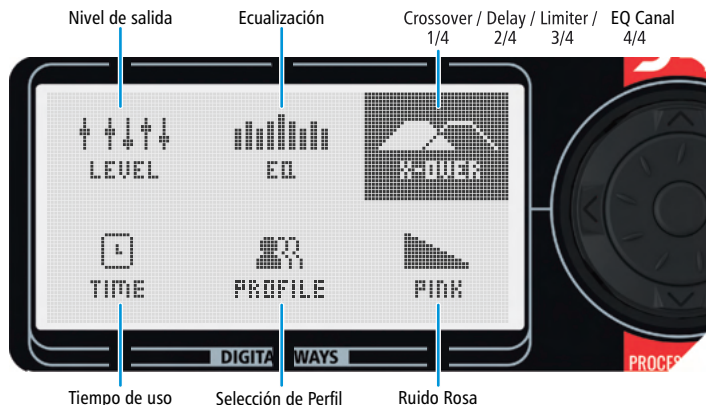 Nivel de salida
Ecualización
Crossover / Delay / Limiter / EQ Canal
1/4 2/4 3/4 4/4
LEVEL
EQ
X-OVER
TIME
PROFILE
PINK
WAYS
Tiempo de uso
Selección de Perfil
Ruido Rosa